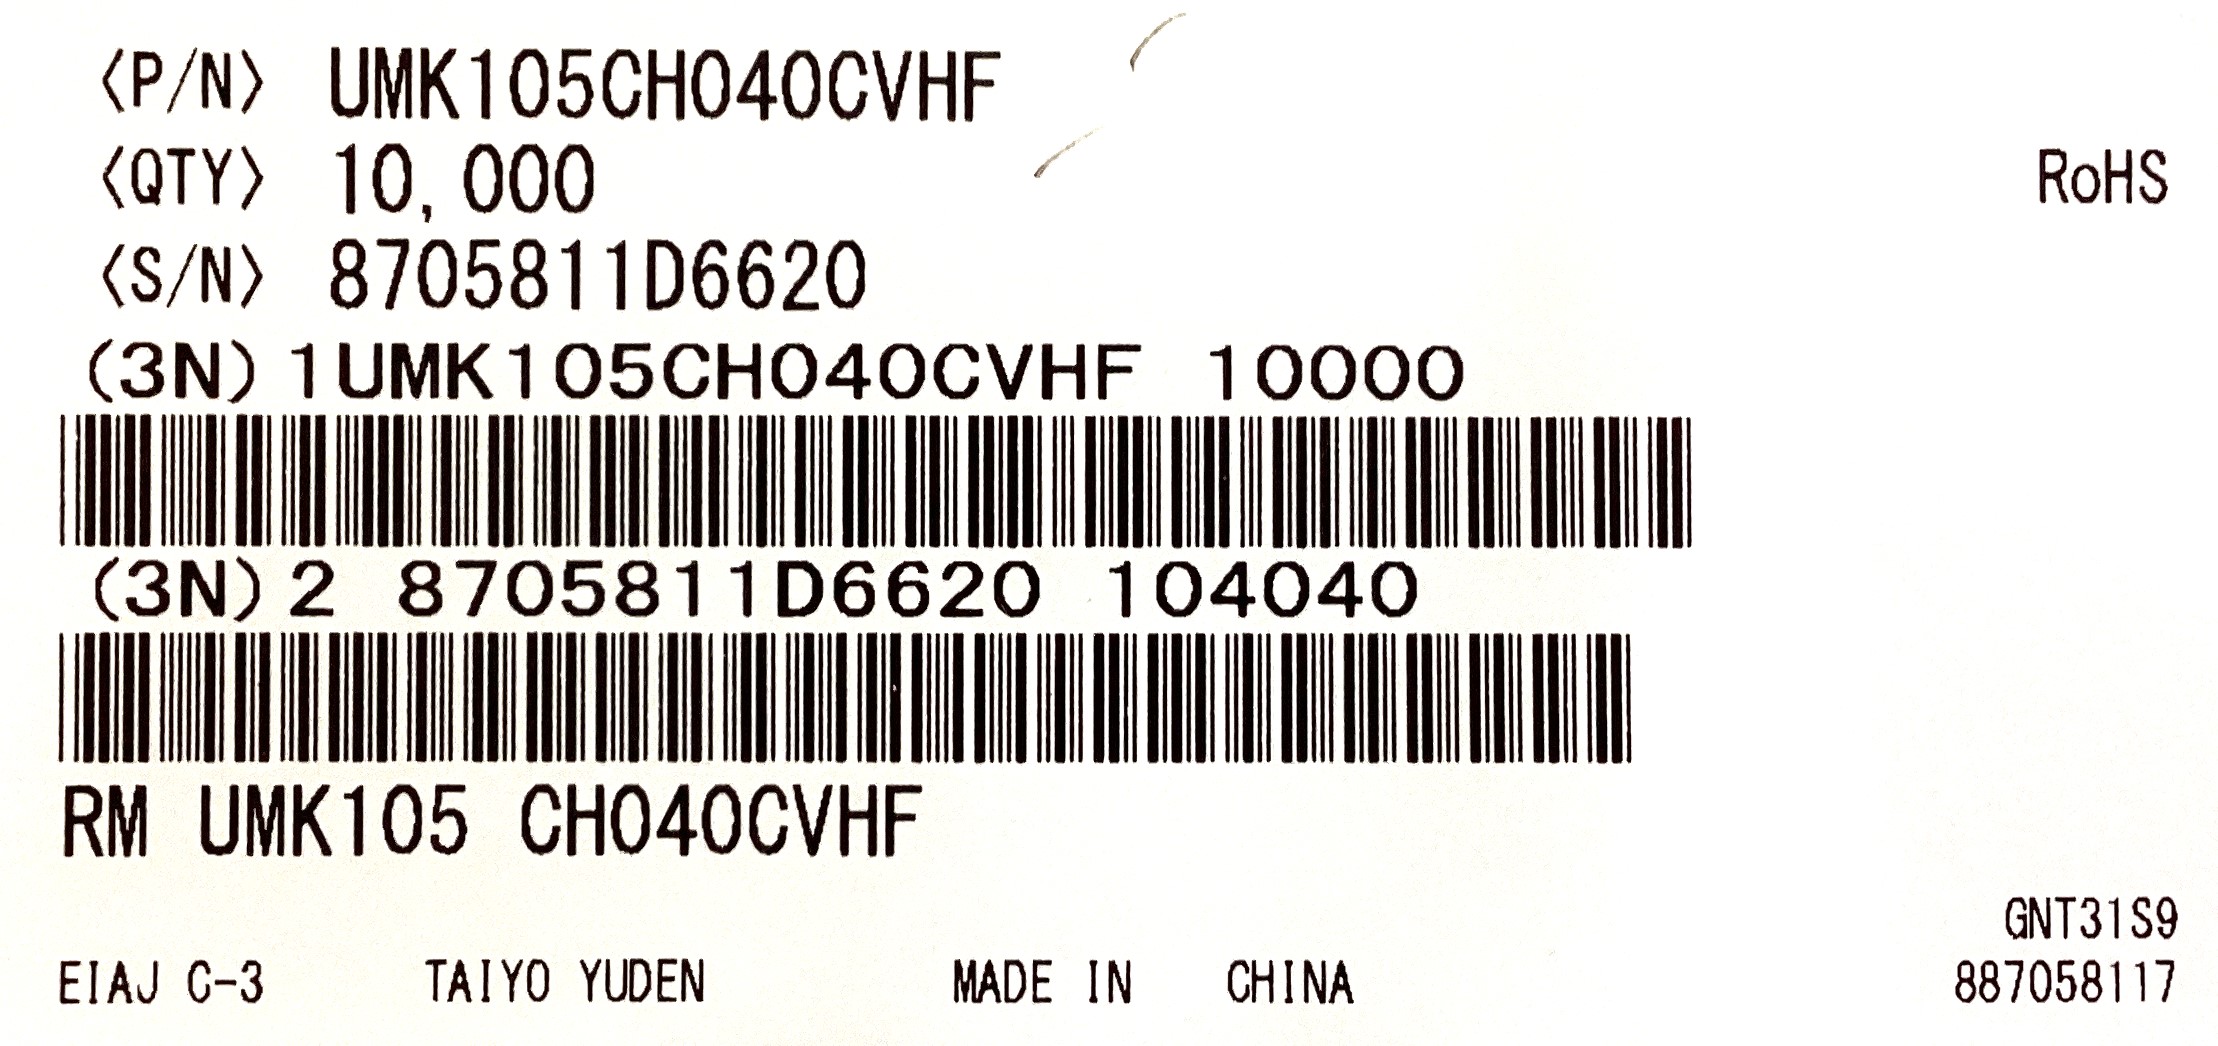 〈P/N〉 UMK105CH040CVHF
〈QTY〉 10,000
RoHS
〈S/N〉 8705811D6620
(3N)1UMK105CH040CVHF 10000
(3N)2 8705811D6620 104040
RM UMK105 CH040CVHF
GNT31S9
EIAJ C-3 TAIYO YUDEN MADE IN CHINA 887058117